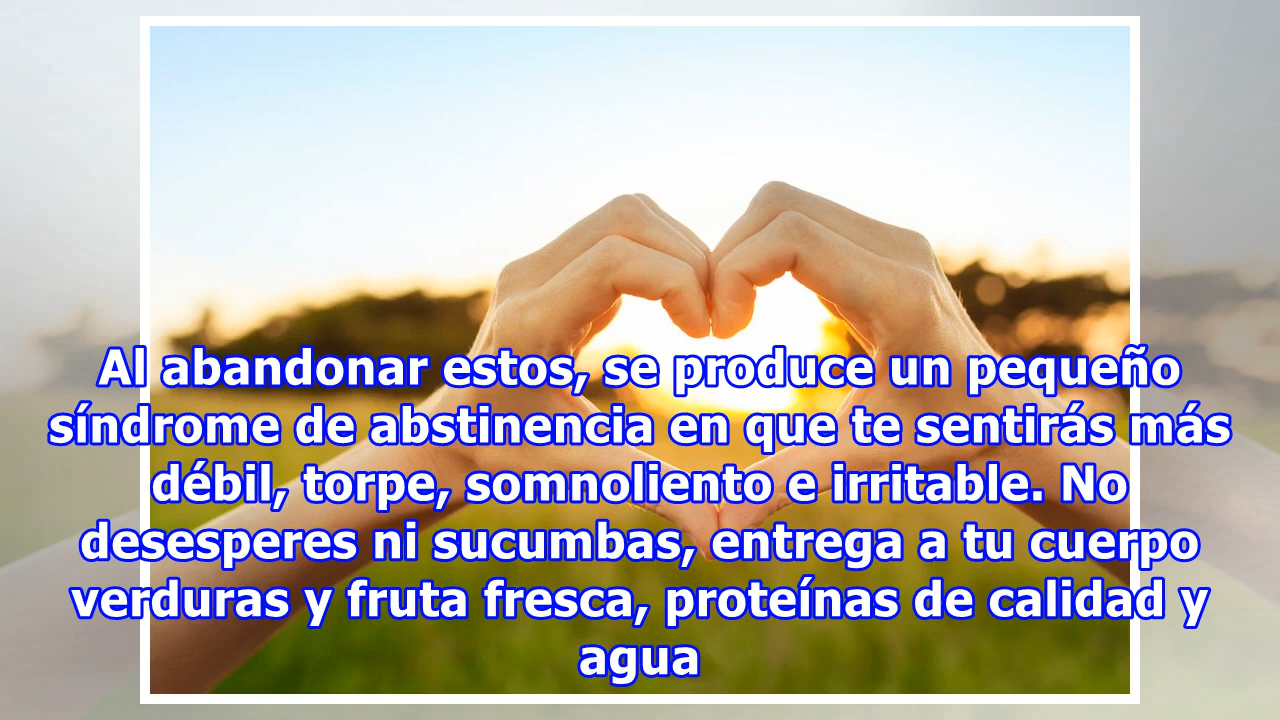 Al abandonar estos, se produce un pequeño
síndrome de abstinencia en que te sentirás más
débil, torpe, somnoliento e irritable. No
desesperes ni sucumbas, entrega a tu cuerpo
verduras y fruta fresca, proteínas de calidad y
agua